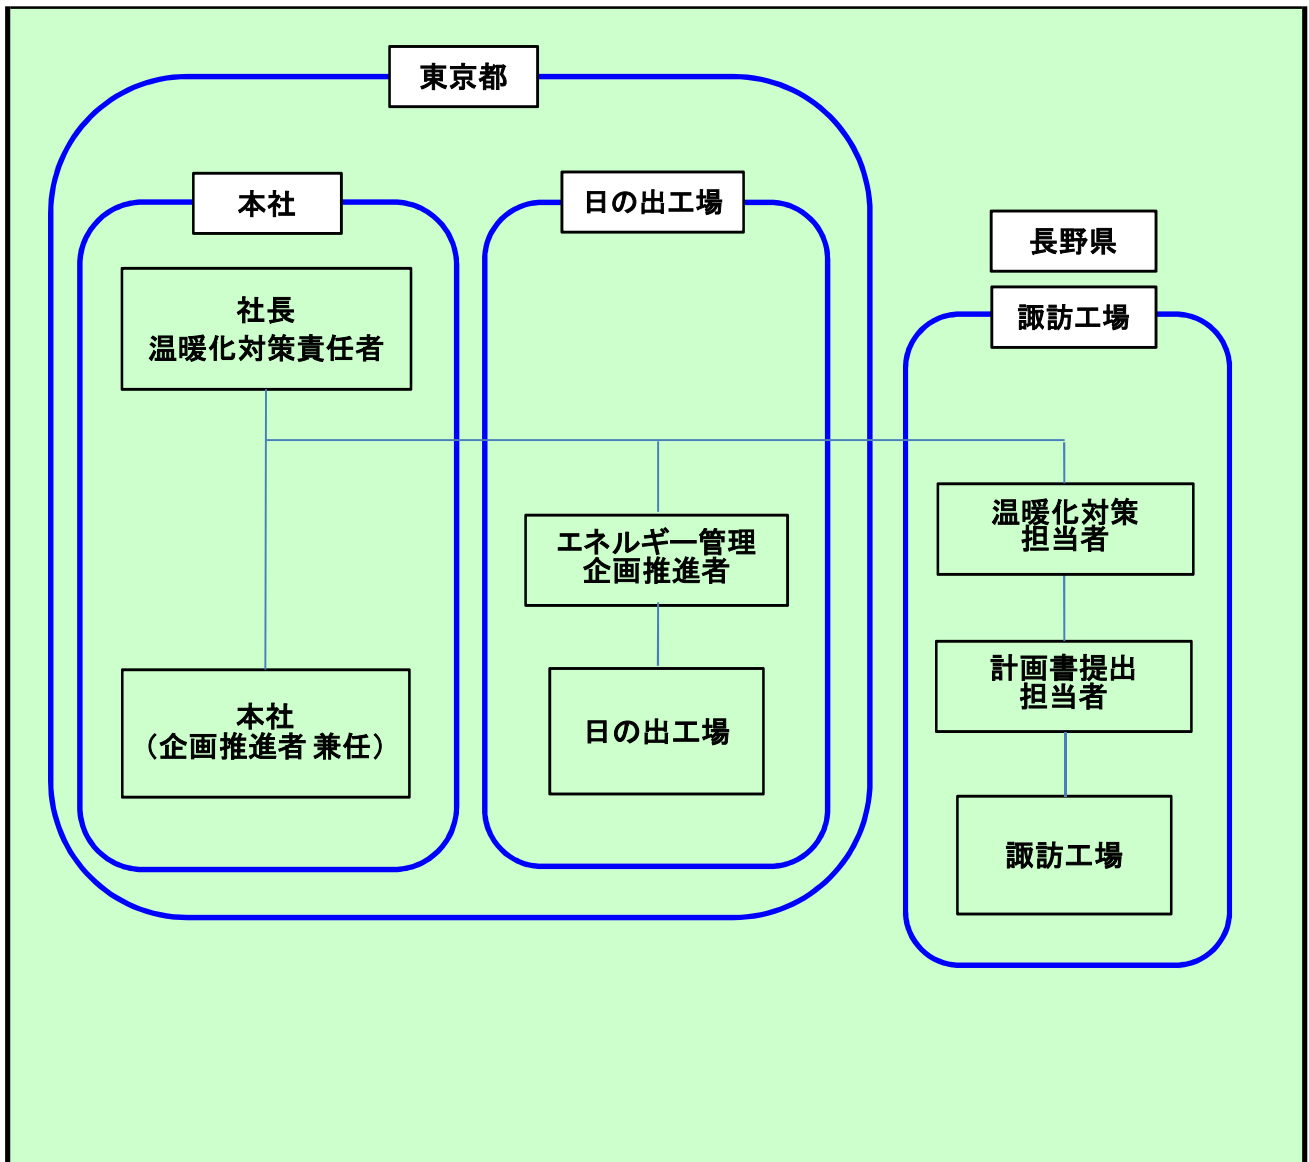 東京都
本社
社長
温暖化対策責任者
本社
（企画推進者 兼任）
日の出工場
エネルギー管理
企画推進者
日の出工場
長野県
諏訪工場
温暖化対策
担当者
計画書提出
担当者
諏訪工場